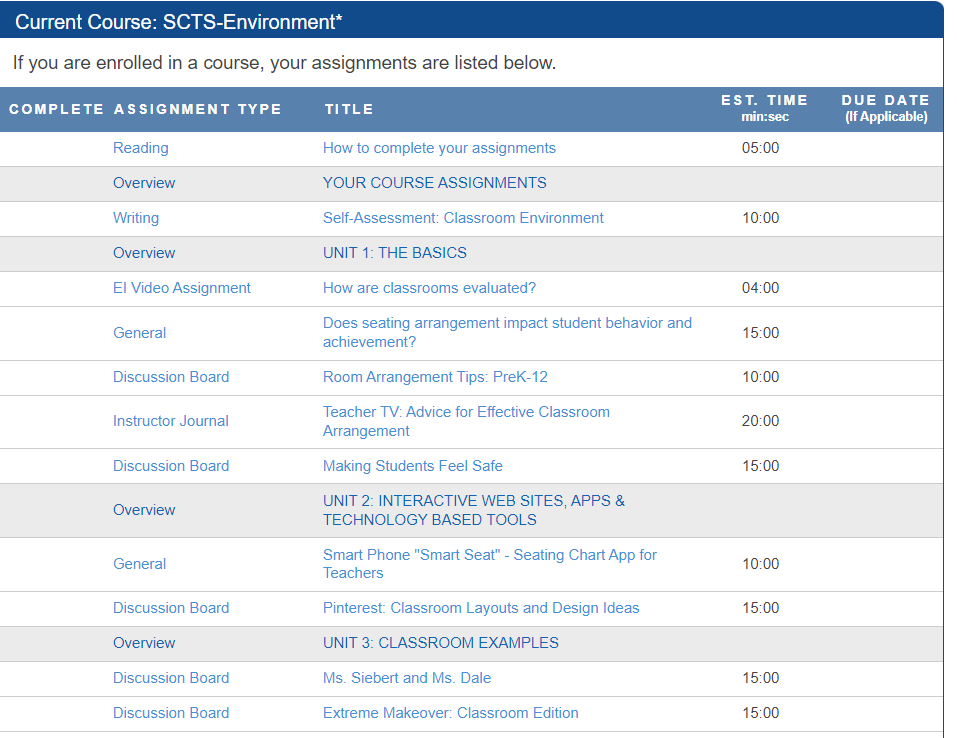 Current Course: SCTS-Environment*
If you are enrolled in a course, your assignments are listed below.
COMPLETE ASSIGNMENT TYPE TITLE EST. TIME min:sec DUE DATE (If Applicable)
Reading How to complete your assignments 05:00
Overview YOUR COURSE ASSIGNMENTS
Writing Self-Assessment: Classroom Environment 10:00
Overview UNIT 1: THE BASICS
EI Video Assignment How are classrooms evaluated? 04:00
General Does seating arrangement impact student behavior and
achievement? 15:00
Discussion Board Room Arrangement Tips: PreK-12 10:00
Instructor Journal Teacher TV: Advice for Effective Classroom
Arrangement 20:00
Discussion Board Making Students Feel Safe 15:00
Overview UNIT 2: INTERACTIVE WEB SITES, APPS &
TECHNOLOGY BASED TOOLS
General Smart Phone "Smart Seat" - Seating Chart App for
Teachers 10:00
Discussion Board Pinterest: Classroom Layouts and Design Ideas 15:00
Overview UNIT 3: CLASSROOM EXAMPLES
Discussion Board Ms. Siebert and Ms. Dale 15:00
Discussion Board Extreme Makeover: Classroom Edition 15:00